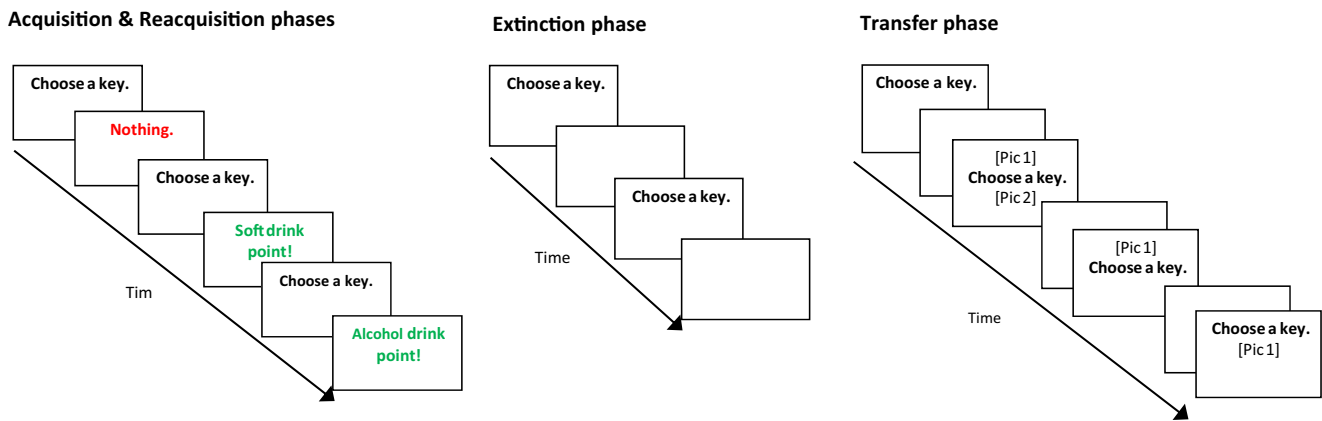 Acquisition & Reacquisition phases
Choose a key.
Nothing.
Choose a key.
Soft drink
point!
Choose a key.
Alcohol drink
point!
Tim
Extinction phase
Choose a key.
Choose a key.
Time
Transfer phase
Choose a key.
[Pic 1]
Choose a key.
[Pic 2]
[Pic 1]
Choose a key.
Choose a key.
[Pic 1]
Time